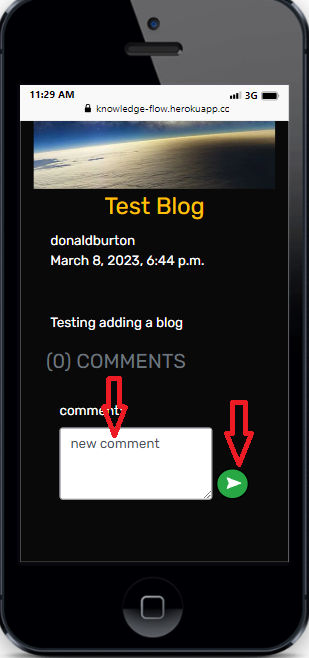 11:29 AM
3G
knowledge-flow.herokuapp.cc
Test Blog
donaldburton
March 8, 2023, 6:44 p.m.
Testing adding a blog
(0) COMMENTS
comment:
new comment